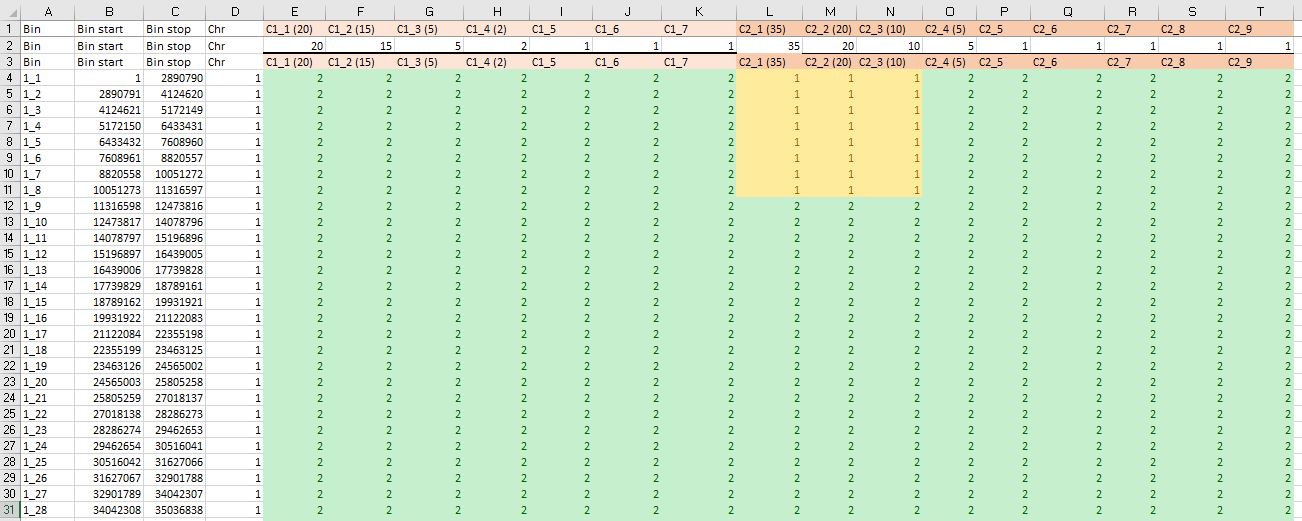 A B C D E F G H I J K L M N O P Q R S T
1 Bin Bin start Bin stop Chr C1_1 (20) C1_2 (15) C1_3 (5) C1_4 (2) C1_5 C1_6 C1_7 C2_1 (35) C2_2 (20) C2_3 (10) C2_4 (5) C2_5 C2_6 C2_7 C2_8 C2_9
2 Bin Bin start Bin stop Chr 20 15 5 2 1 1 1 35 20 10 5 1 1 1 1 1
3 Bin Bin start Bin stop Chr C1_1 (20) C1_2 (15) C1_3 (5) C1_4 (2) C1_5 C1_6 C1_7 C2_1 (35) C2_2 (20) C2_3 (10) C2_4 (5) C2_5 C2_6 C2_7 C2_8 C2_9
4 1_1 1 2890790 1 2 2 2 2 2 2 2 1 1 1 2 2 2 2 2 2
5 1_2 2890791 4124620 1 2 2 2 2 2 2 2 1 1 1 2 2 2 2 2 2
6 1_3 4124621 5172149 1 2 2 2 2 2 2 2 1 1 1 2 2 2 2 2 2
7 1_4 5172150 6433431 1 2 2 2 2 2 2 2 1 1 1 2 2 2 2 2 2
8 1_5 6433432 7608960 1 2 2 2 2 2 2 2 1 1 1 2 2 2 2 2 2
9 1_6 7608961 8820557 1 2 2 2 2 2 2 2 1 1 1 2 2 2 2 2 2
10 1_7 8820558 10051272 1 2 2 2 2 2 2 2 1 1 1 2 2 2 2 2 2
11 1_8 10051273 11316597 1 2 2 2 2 2 2 2 1 1 1 2 2 2 2 2 2
12 1_9 11316598 12473816 1 2 2 2 2 2 2 2 2 2 2 2 2 2 2 2 2
13 1_10 12473817 14078796 1 2 2 2 2 2 2 2 2 2 2 2 2 2 2 2 2
14 1_11 14078797 15196896 1 2 2 2 2 2 2 2 2 2 2 2 2 2 2 2 2
15 1_12 15196897 16439005 1 2 2 2 2 2 2 2 2 2 2 2 2 2 2 2 2
16 1_13 16439006 17739828 1 2 2 2 2 2 2 2 2 2 2 2 2 2 2 2 2
17 1_14 17739829 18789161 1 2 2 2 2 2 2 2 2 2 2 2 2 2 2 2 2
18 1_15 18789162 19931921 1 2 2 2 2 2 2 2 2 2 2 2 2 2 2 2 2
19 1_16 19931922 21122083 1 2 2 2 2 2 2 2 2 2 2 2 2 2 2 2 2
20 1_17 21122084 22355198 1 2 2 2 2 2 2 2 2 2 2 2 2 2 2 2 2
21 1_18 22355199 23463125 1 2 2 2 2 2 2 2 2 2 2 2 2 2 2 2 2
22 1_19 23463126 24565002 1 2 2 2 2 2 2 2 2 2 2 2 2 2 2 2 2
23 1_20 24565003 25805258 1 2 2 2 2 2 2 2 2 2 2 2 2 2 2 2 2
24 1_21 25805259 27018137 1 2 2 2 2 2 2 2 2 2 2 2 2 2 2 2 2
25 1_22 27018138 28286273 1 2 2 2 2 2 2 2 2 2 2 2 2 2 2 2 2
26 1_23 28286274 29462653 1 2 2 2 2 2 2 2 2 2 2 2 2 2 2 2 2
27 1_24 29462654 30516041 1 2 2 2 2 2 2 2 2 2 2 2 2 2 2 2 2
28 1_25 30516042 31627066 1 2 2 2 2 2 2 2 2 2 2 2 2 2 2 2 2
29 1_26 31627067 32901788 1 2 2 2 2 2 2 2 2 2 2 2 2 2 2 2 2
30 1_27 32901789 34042307 1 2 2 2 2 2 2 2 2 2 2 2 2 2 2 2 2
31 1_28 34042308 35036838 1 2 2 2 2 2 2 2 2 2 2 2 2 2 2 2 2